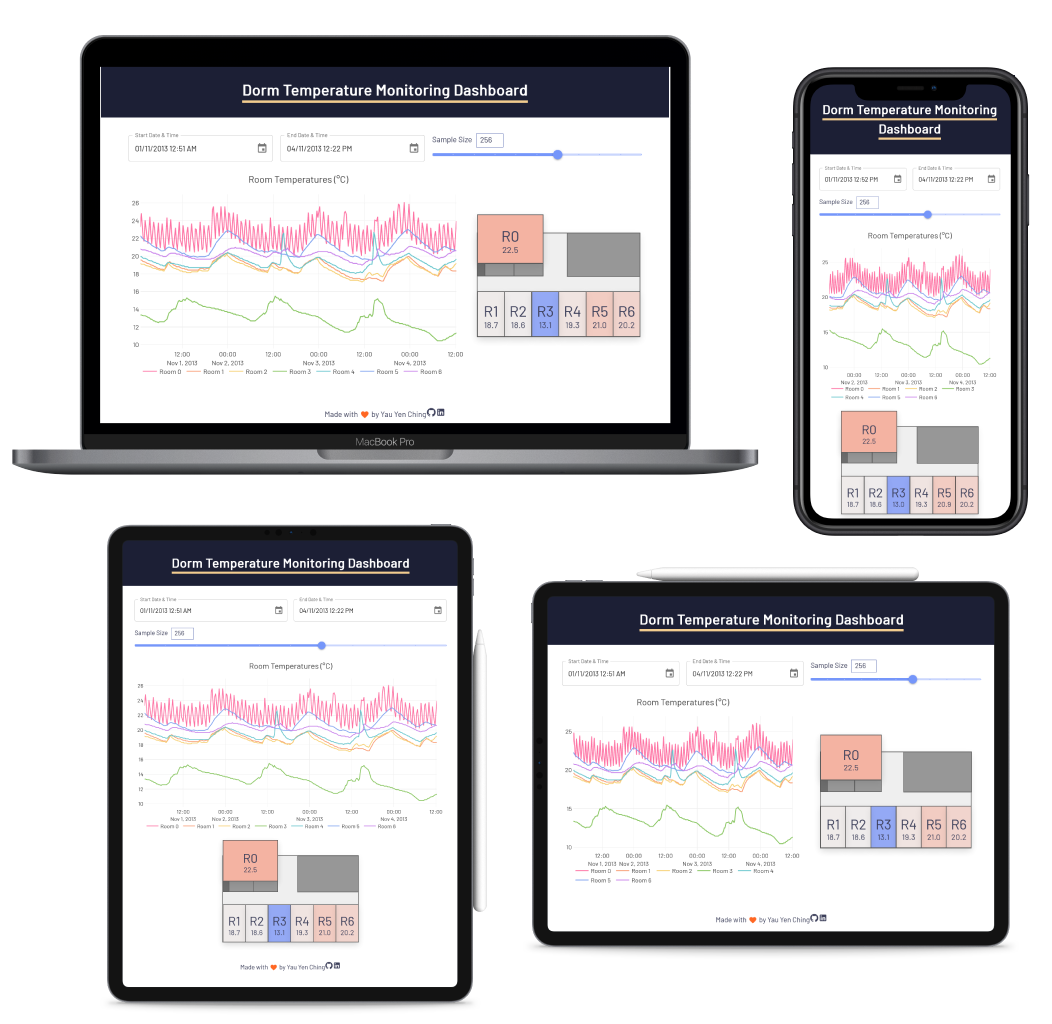 Dorm Temperature Monitoring Dashboard
Start Date & Time
End Date & Time
01/11/2013 12:51 AM
04/11/2013 12:22 PM
Sample Size 256
Room Temperatures (°C)
26
24
22
20
18
16
14
12
10
12:00 00:00 12:00 00:00 12:00 00:00 12:00
Nov 1, 2013 Nov 2, 2013 Nov 3, 2013 Nov 4, 2013
Room 0 Room 1 Room 2 Room 3 Room 4 Room 5 Room 6
R0
22.5
R1 R2 R3 R4 R5 R6
18.7 18.6 13.1 19.3 21.0 20.2
Made with by Yau Yen Ching
MacBook Pro
Dorm Temperature Monitoring
Dashboard
Start Date & Time
End Date & Time
01/11/2013 12:52 PM
04/11/2013 12:22 PM
Sample Size 256
Room Temperatures (°C)
25
20
15
10
00:00 12:00 00:00 12:00 00:00 12:00
Nov 2, 2013 Nov 3, 2013 Nov 4, 2013
Room 0 Room 1 Room 2 Room 3
Room 4 Room 5 Room 6
R0
22.5
R1 R2 R3 R4 R5 R6
18.7 18.6 13.0 19.3 20.9 20.2
Dorm Temperature Monitoring Dashboard
Start Date & Time
End Date & Time
01/11/2013 12:51 AM
04/11/2013 12:22 PM
Sample Size 256
Room Temperatures (°C)
26
24
22
20
18
16
14
12
10
12:00 00:00 12:00 00:00 12:00 00:00 12:00
Nov 1, 2013 Nov 2, 2013 Nov 3, 2013 Nov 4, 2013
Room 0 Room 1 Room 2 Room 3 Room 4 Room 5 Room 6
R0
22.5
R1 R2 R3 R4 R5 R6
18.7 18.6 13.1 19.3 21.0 20.2
Made with by Yau Yen Ching
Dorm Temperature Monitoring Dashboard
Start Date & Time
End Date & Time
01/11/2013 12:51 AM
04/11/2013 12:22 PM
Sample Size 256
Room Temperatures (°C)
25
20
15
10
12:00 00:00 12:00 00:00 12:00 00:00 12:00
Nov 1, 2013 Nov 2, 2013 Nov 3, 2013 Nov 4, 2013
Room 0 Room 1 Room 2 Room 3 Room 4
Room 5 Room 6
R0
22.5
R1 R2 R3 R4 R5 R6
18.7 18.6 13.1 19.3 21.0 20.2
Made with by Yau Yen Ching